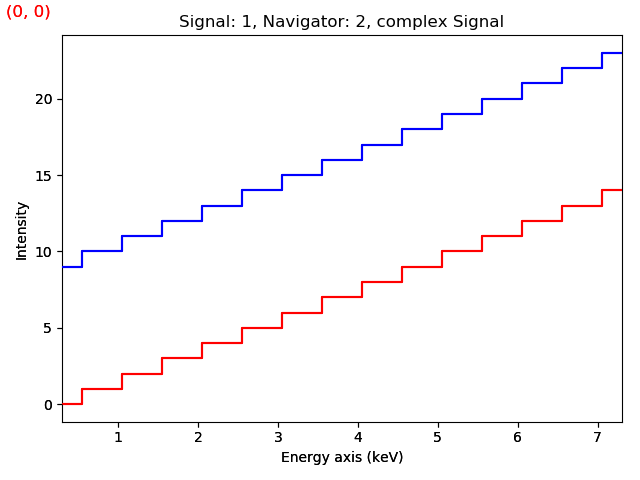 (0, 0)
Signal: 1, Navigator: 2, complex Signal
20
15
10
5
0
Intensity
1 2 3 4 5 6 7
Energy axis (keV)